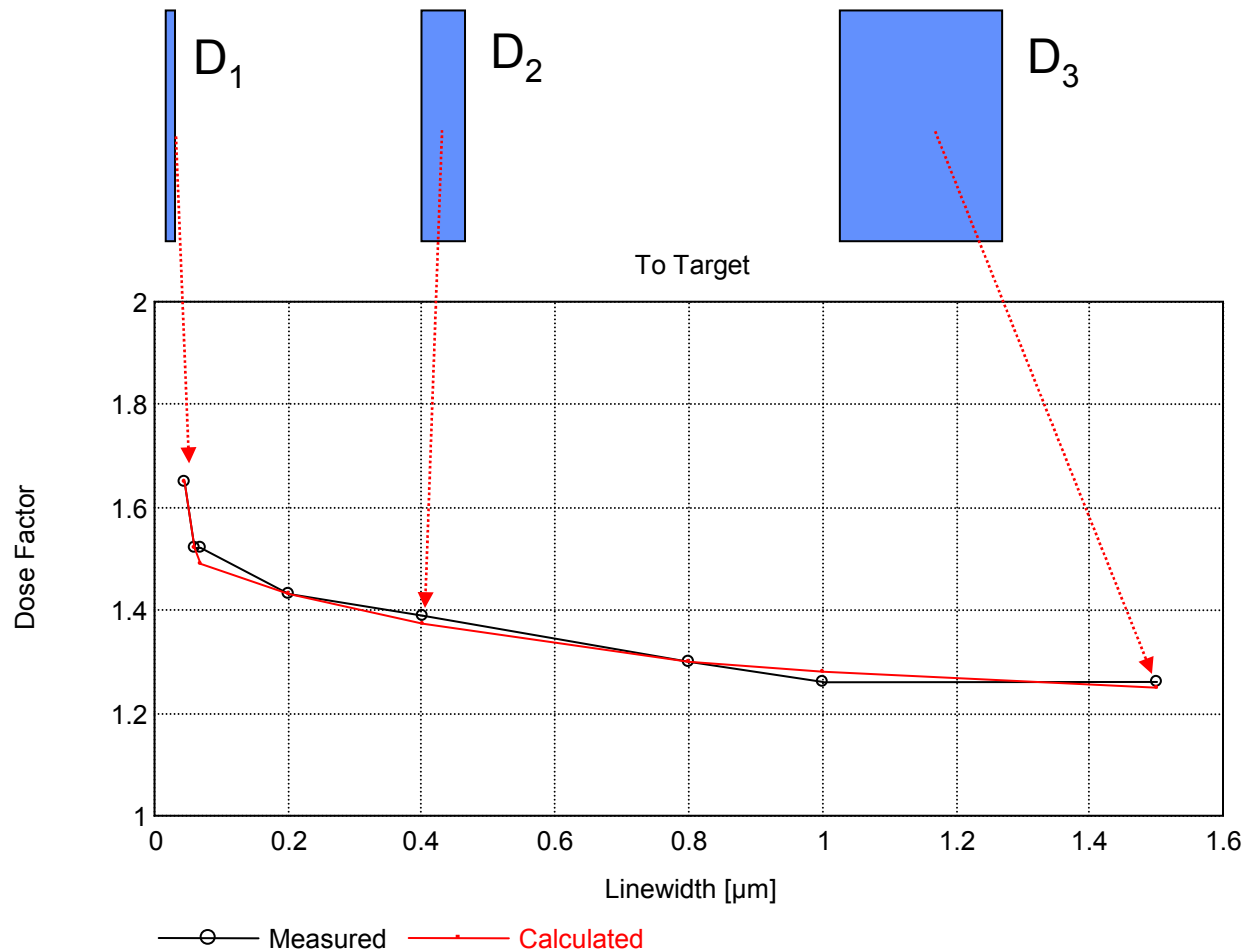 D1
D2
D3
To Target
2
1.8
1.6
1.4
1.2
1
Dose Factor
0 0.2 0.4 0.6 0.8 1 1.2 1.4 1.6
Linewidth [µm]
Measured Calculated